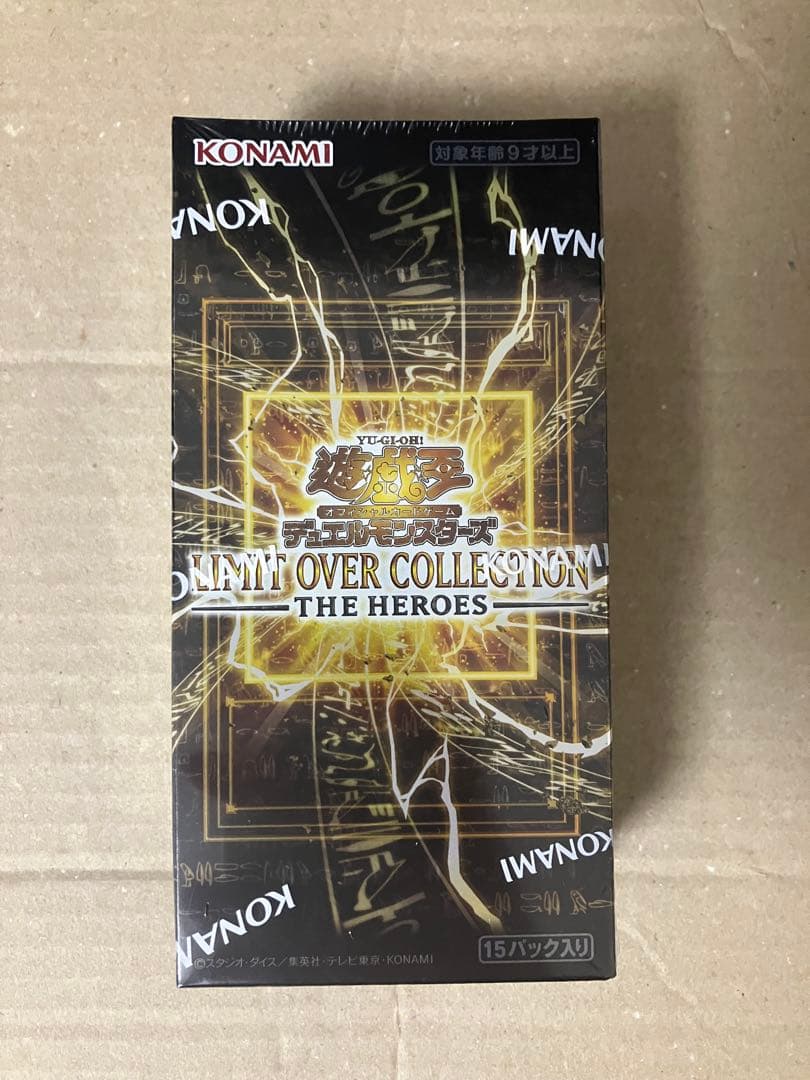 KONAMI
対象年齢9才以上
KONAMI
KONAMI
YU-GI-OH!
遊戯王
オフィシャルカードゲーム
デュエルモンスターズ
LIMIT OVER COLLECTION
KONAMI
KONAMI
THE HEROES
KONAMI
KONAMI
15パック入り
©スタジオ・ダイス/集英社・テレビ東京・KONAMI